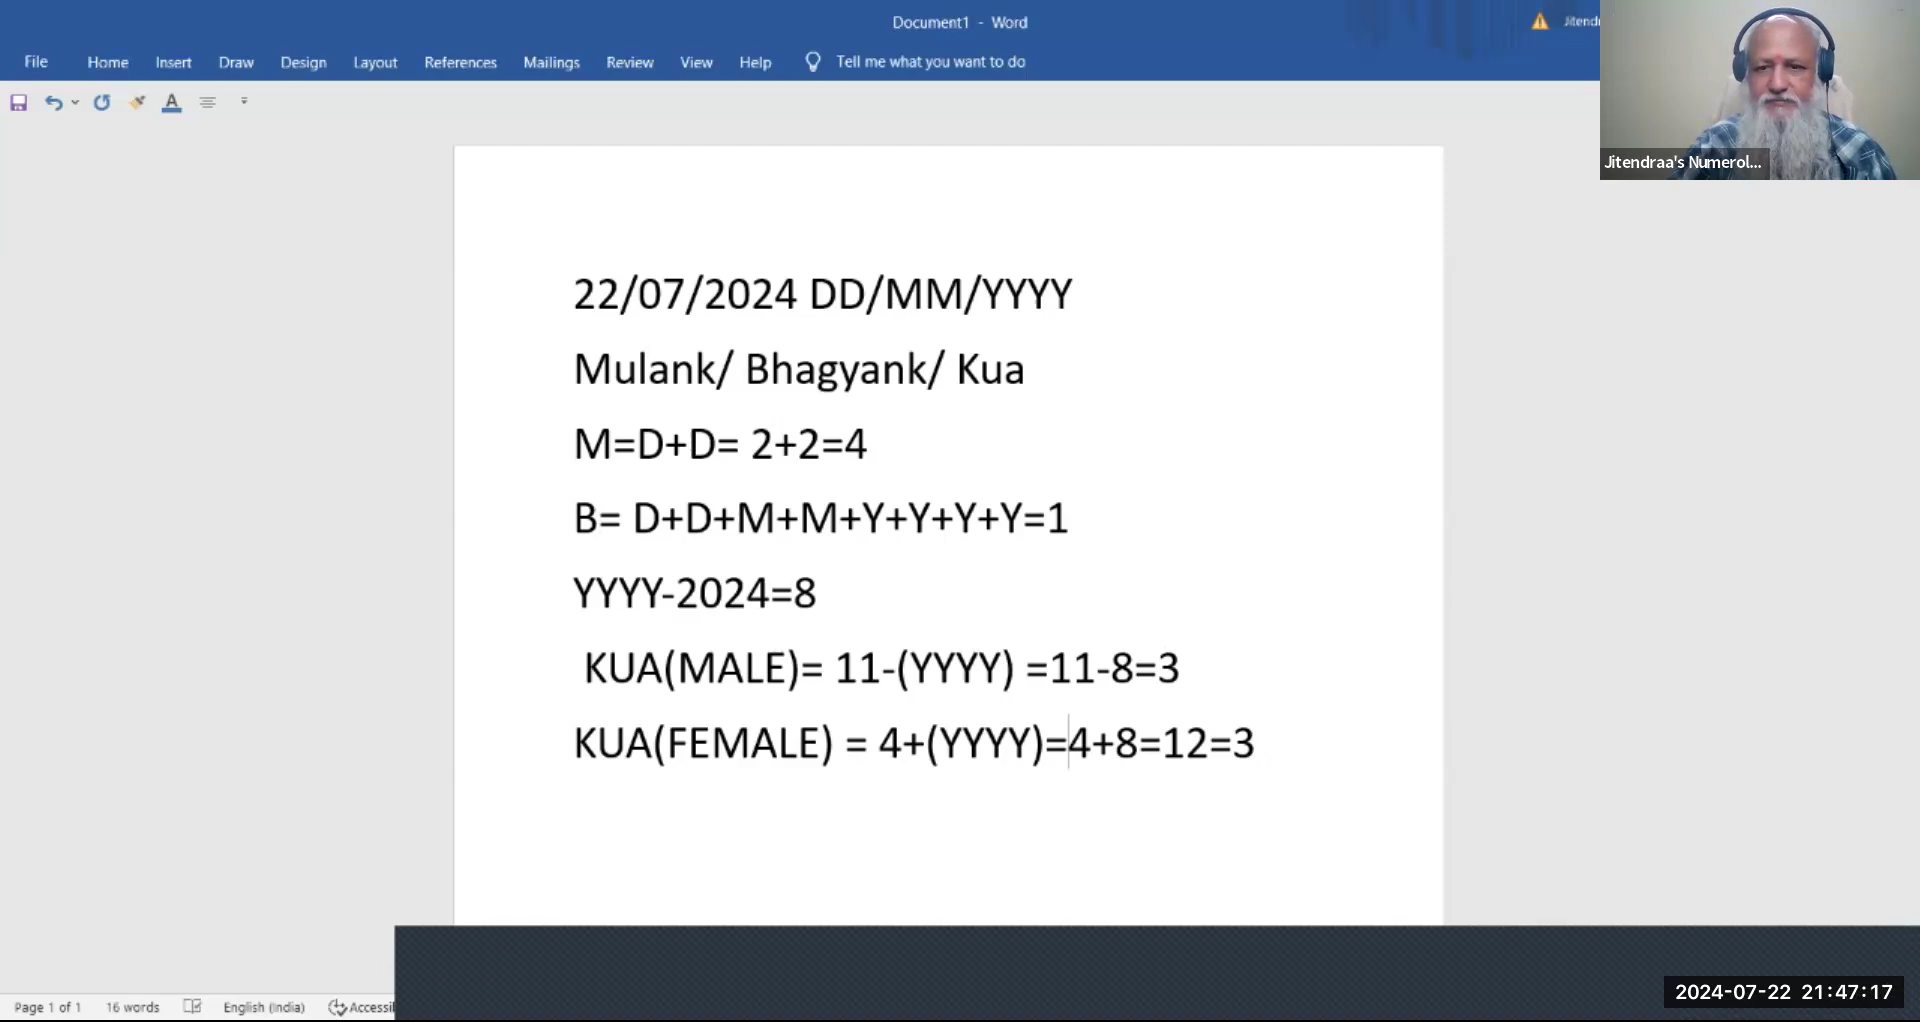 Document1 - Word
File Home Insert Draw Design Layout References Mailings Review View Help Tell me what you want to do
Jitendraa's Numerol...
22/07/2024 DD/MM/YYYY
Mulank/ Bhagyank/ Kua
M=D+D= 2+2=4
B= D+D+M+M+Y+Y+Y+Y=1
YYYY-2024=8
KUA(MALE)= 11-(YYYY) =11-8=3
KUA(FEMALE) = 4+(YYYY)=4+8=12=3
Page 1 of 1 16 words English (India) Accessil
2024-07-22 21:47:17